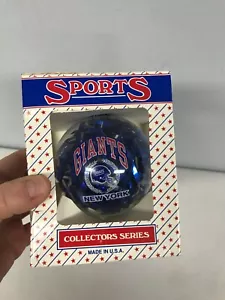 SPORTS
GIANTS
NEW YORK
COLLECTORS SERIES
MADE IN U.S.A.